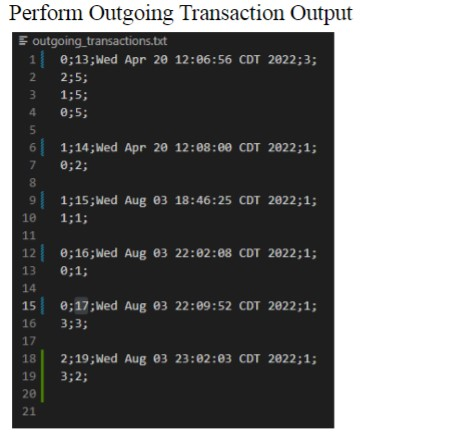 Perform Outgoing Transaction Output
outgoing_transactions.txt
1 0;13;Wed Apr 20 12:06:56 CDT 2022;3;
2 2;5;
3 1;5;
4 0;5;
5
6 1;14;Wed Apr 20 12:08:00 CDT 2022;1;
7 0;2;
8
9 1;15;Wed Aug 03 18:46:25 CDT 2022;1;
10 1;1;
11
12 0;16;Wed Aug 03 22:02:08 CDT 2022;1;
13 0;1;
14
15 0;17;Wed Aug 03 22:09:52 CDT 2022;1;
16 3;3;
17
18 2;19;Wed Aug 03 23:02:03 CDT 2022;1;
19 3;2;
20
21